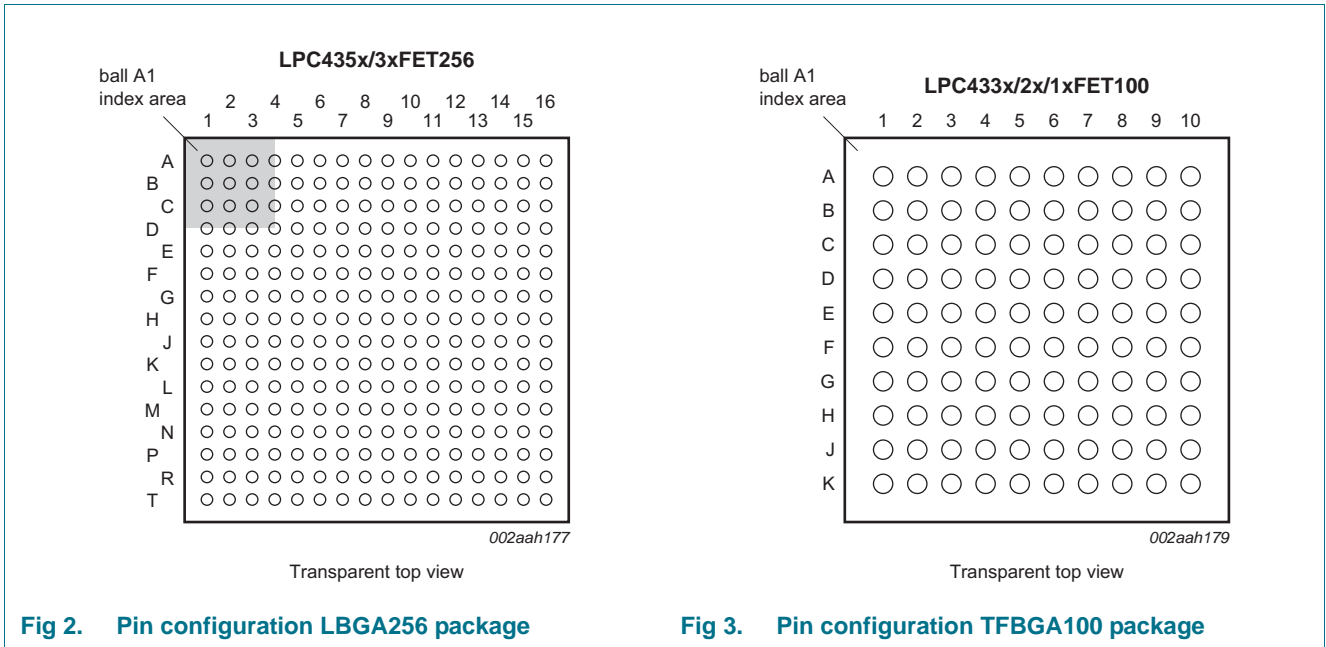 LPC435x/3xFET256
ball A1
index area
2 4 6 8 10 12 14 16
1 3 5 7 9 11 13 15
A
B
C
D
E
F
G
H
J
K
L
M
N
P
R
T
002aah177
Transparent top view
Fig 2. Pin configuration LBGA256 package
LPC433x/2x/1xFET100
ball A1
index area
1 2 3 4 5 6 7 8 9 10
A
B
C
D
E
F
G
H
J
K
002aah179
Transparent top view
Fig 3. Pin configuration TFBGA100 package